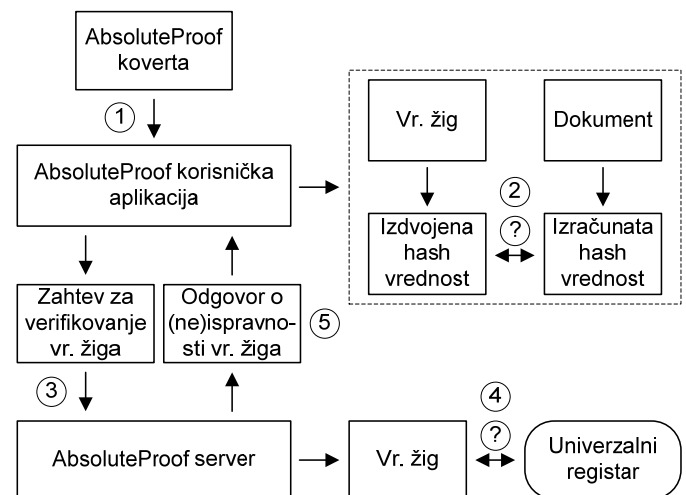 AbsoluteProof
koverta
1
AbsoluteProof korisnička
aplikacija
Vr. žig
Dokument
2
?
Izdvojena
hash
vrednost
Izračunata
hash
vrednost
Zahtev za
verifikovanje
vr. žiga
Odgovor o
(ne)ispravno-
sti vr. žiga
5
3
4
?
AbsoluteProof server
Vr. žig
Univerzalni
registar